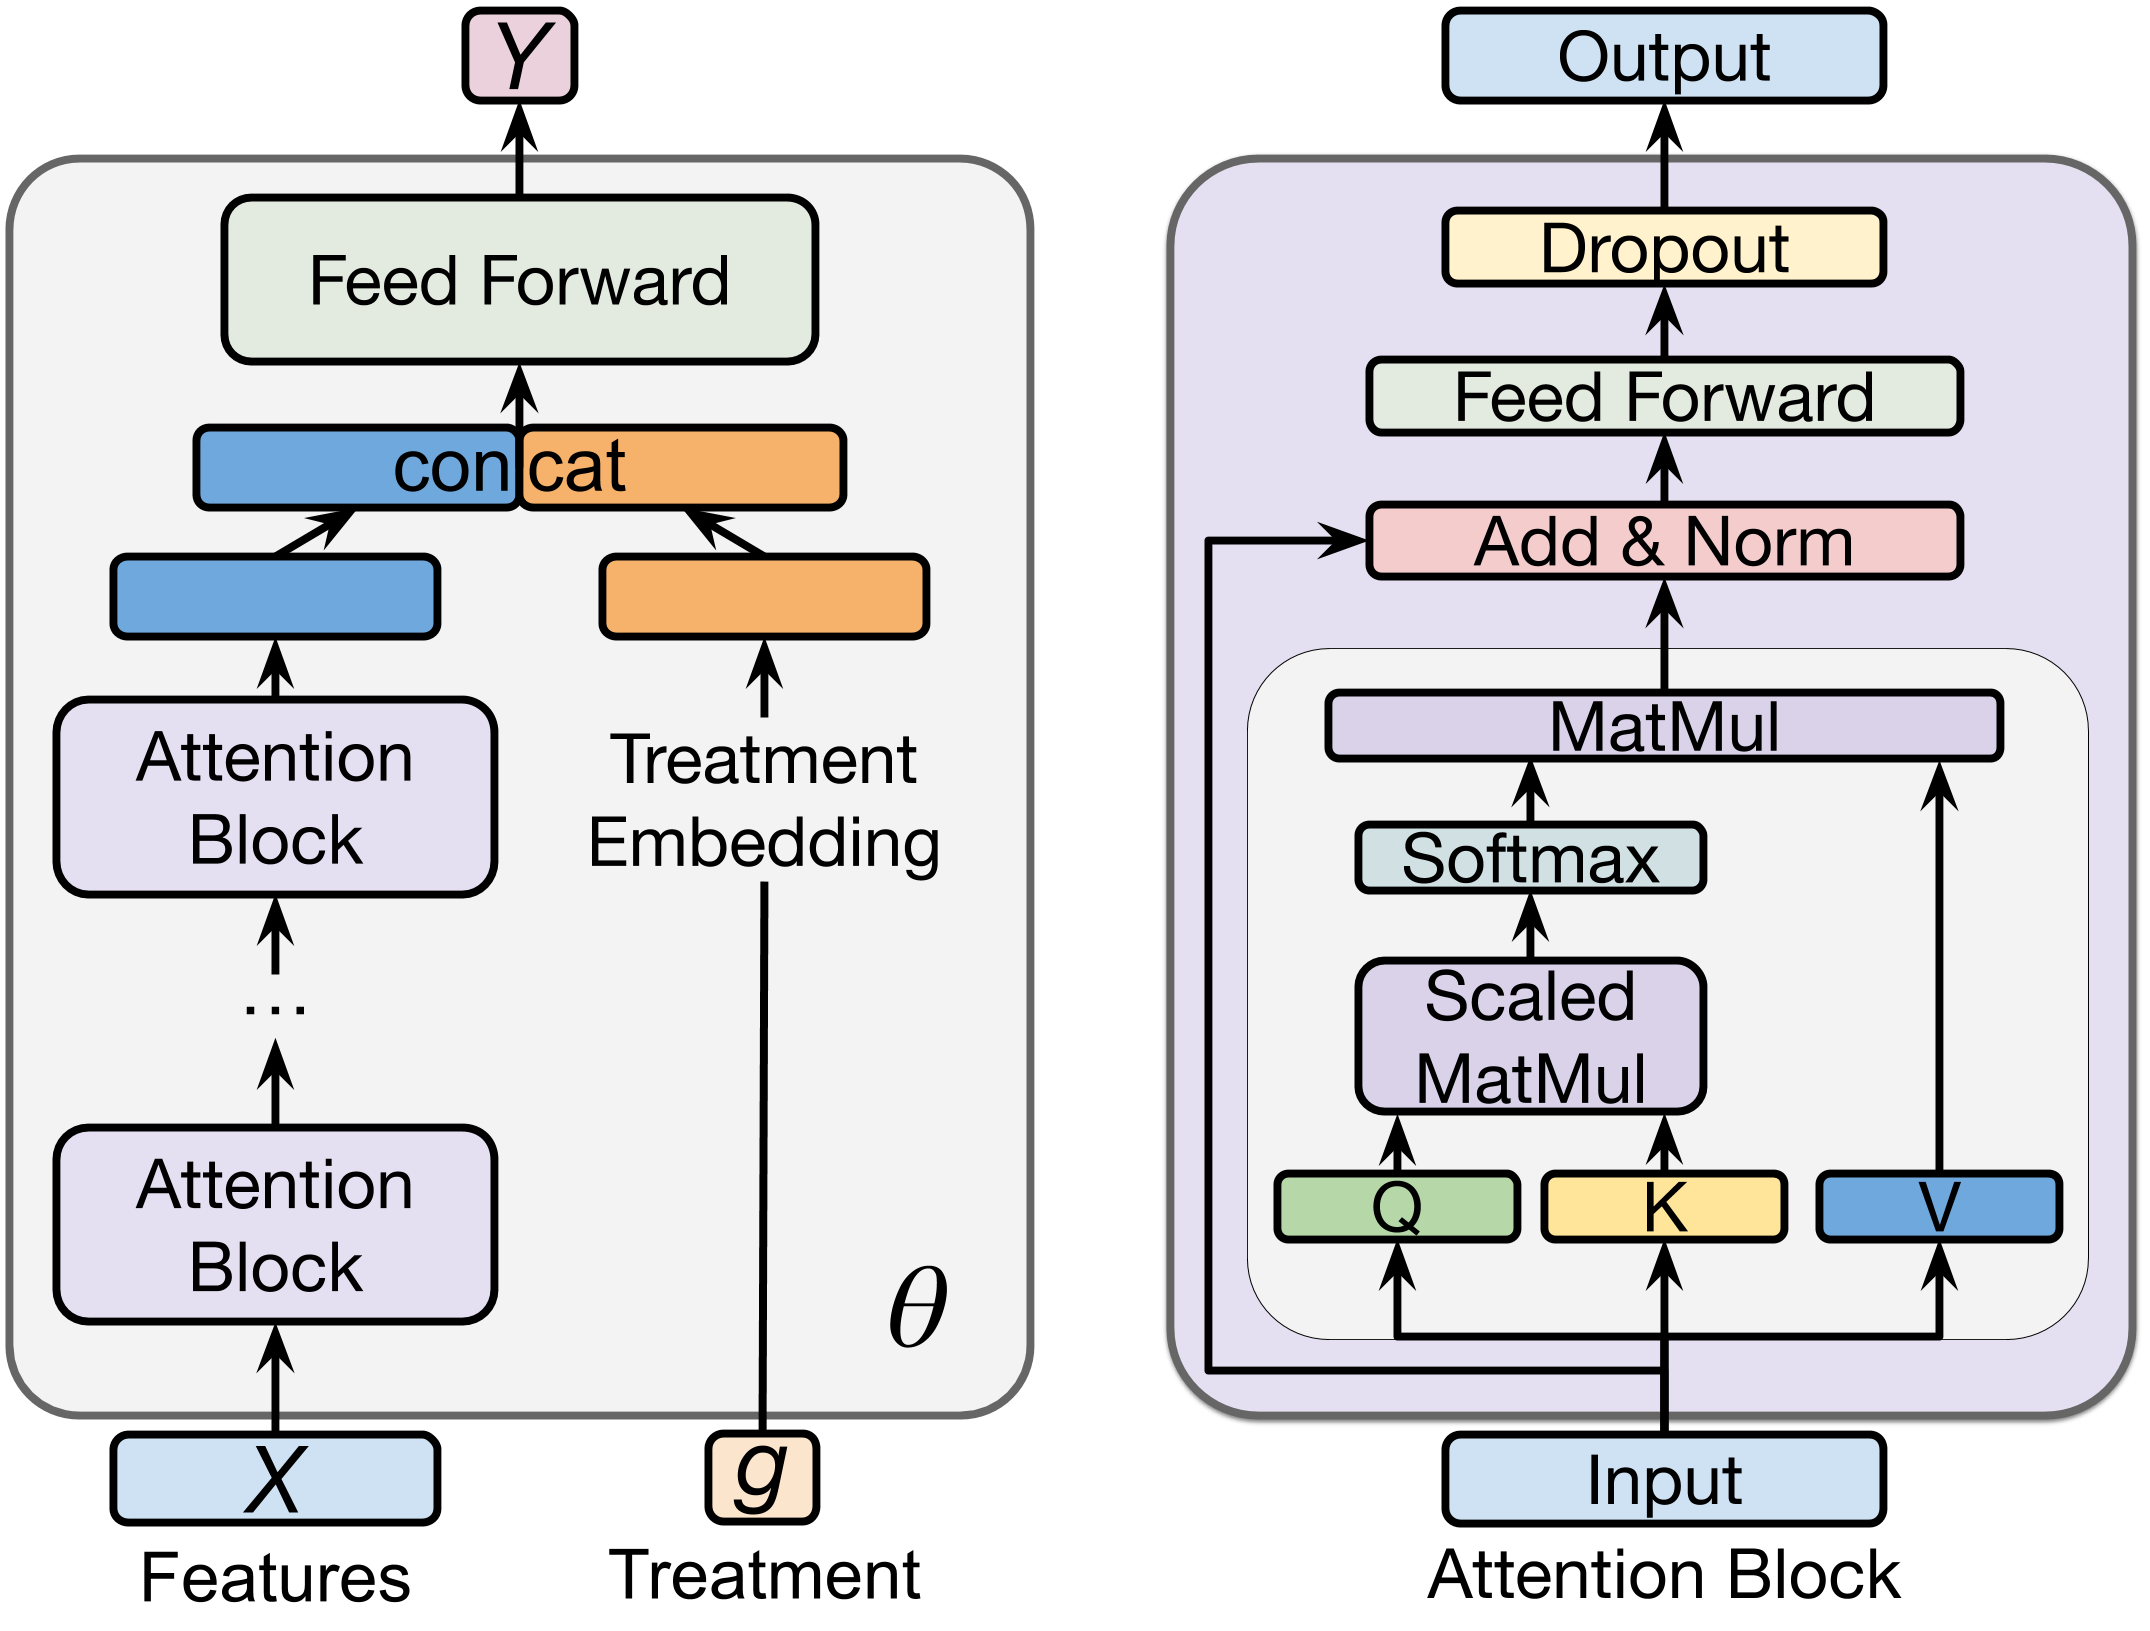 Y
Feed Forward
concat
Attention
Block
Treatment
Embedding
...
Attention
Block
θ
X
g
Features
Treatment
Output
Dropout
Feed Forward
Add & Norm
MatMul
Softmax
Scaled
MatMul
Q
K
V
Input
Attention Block